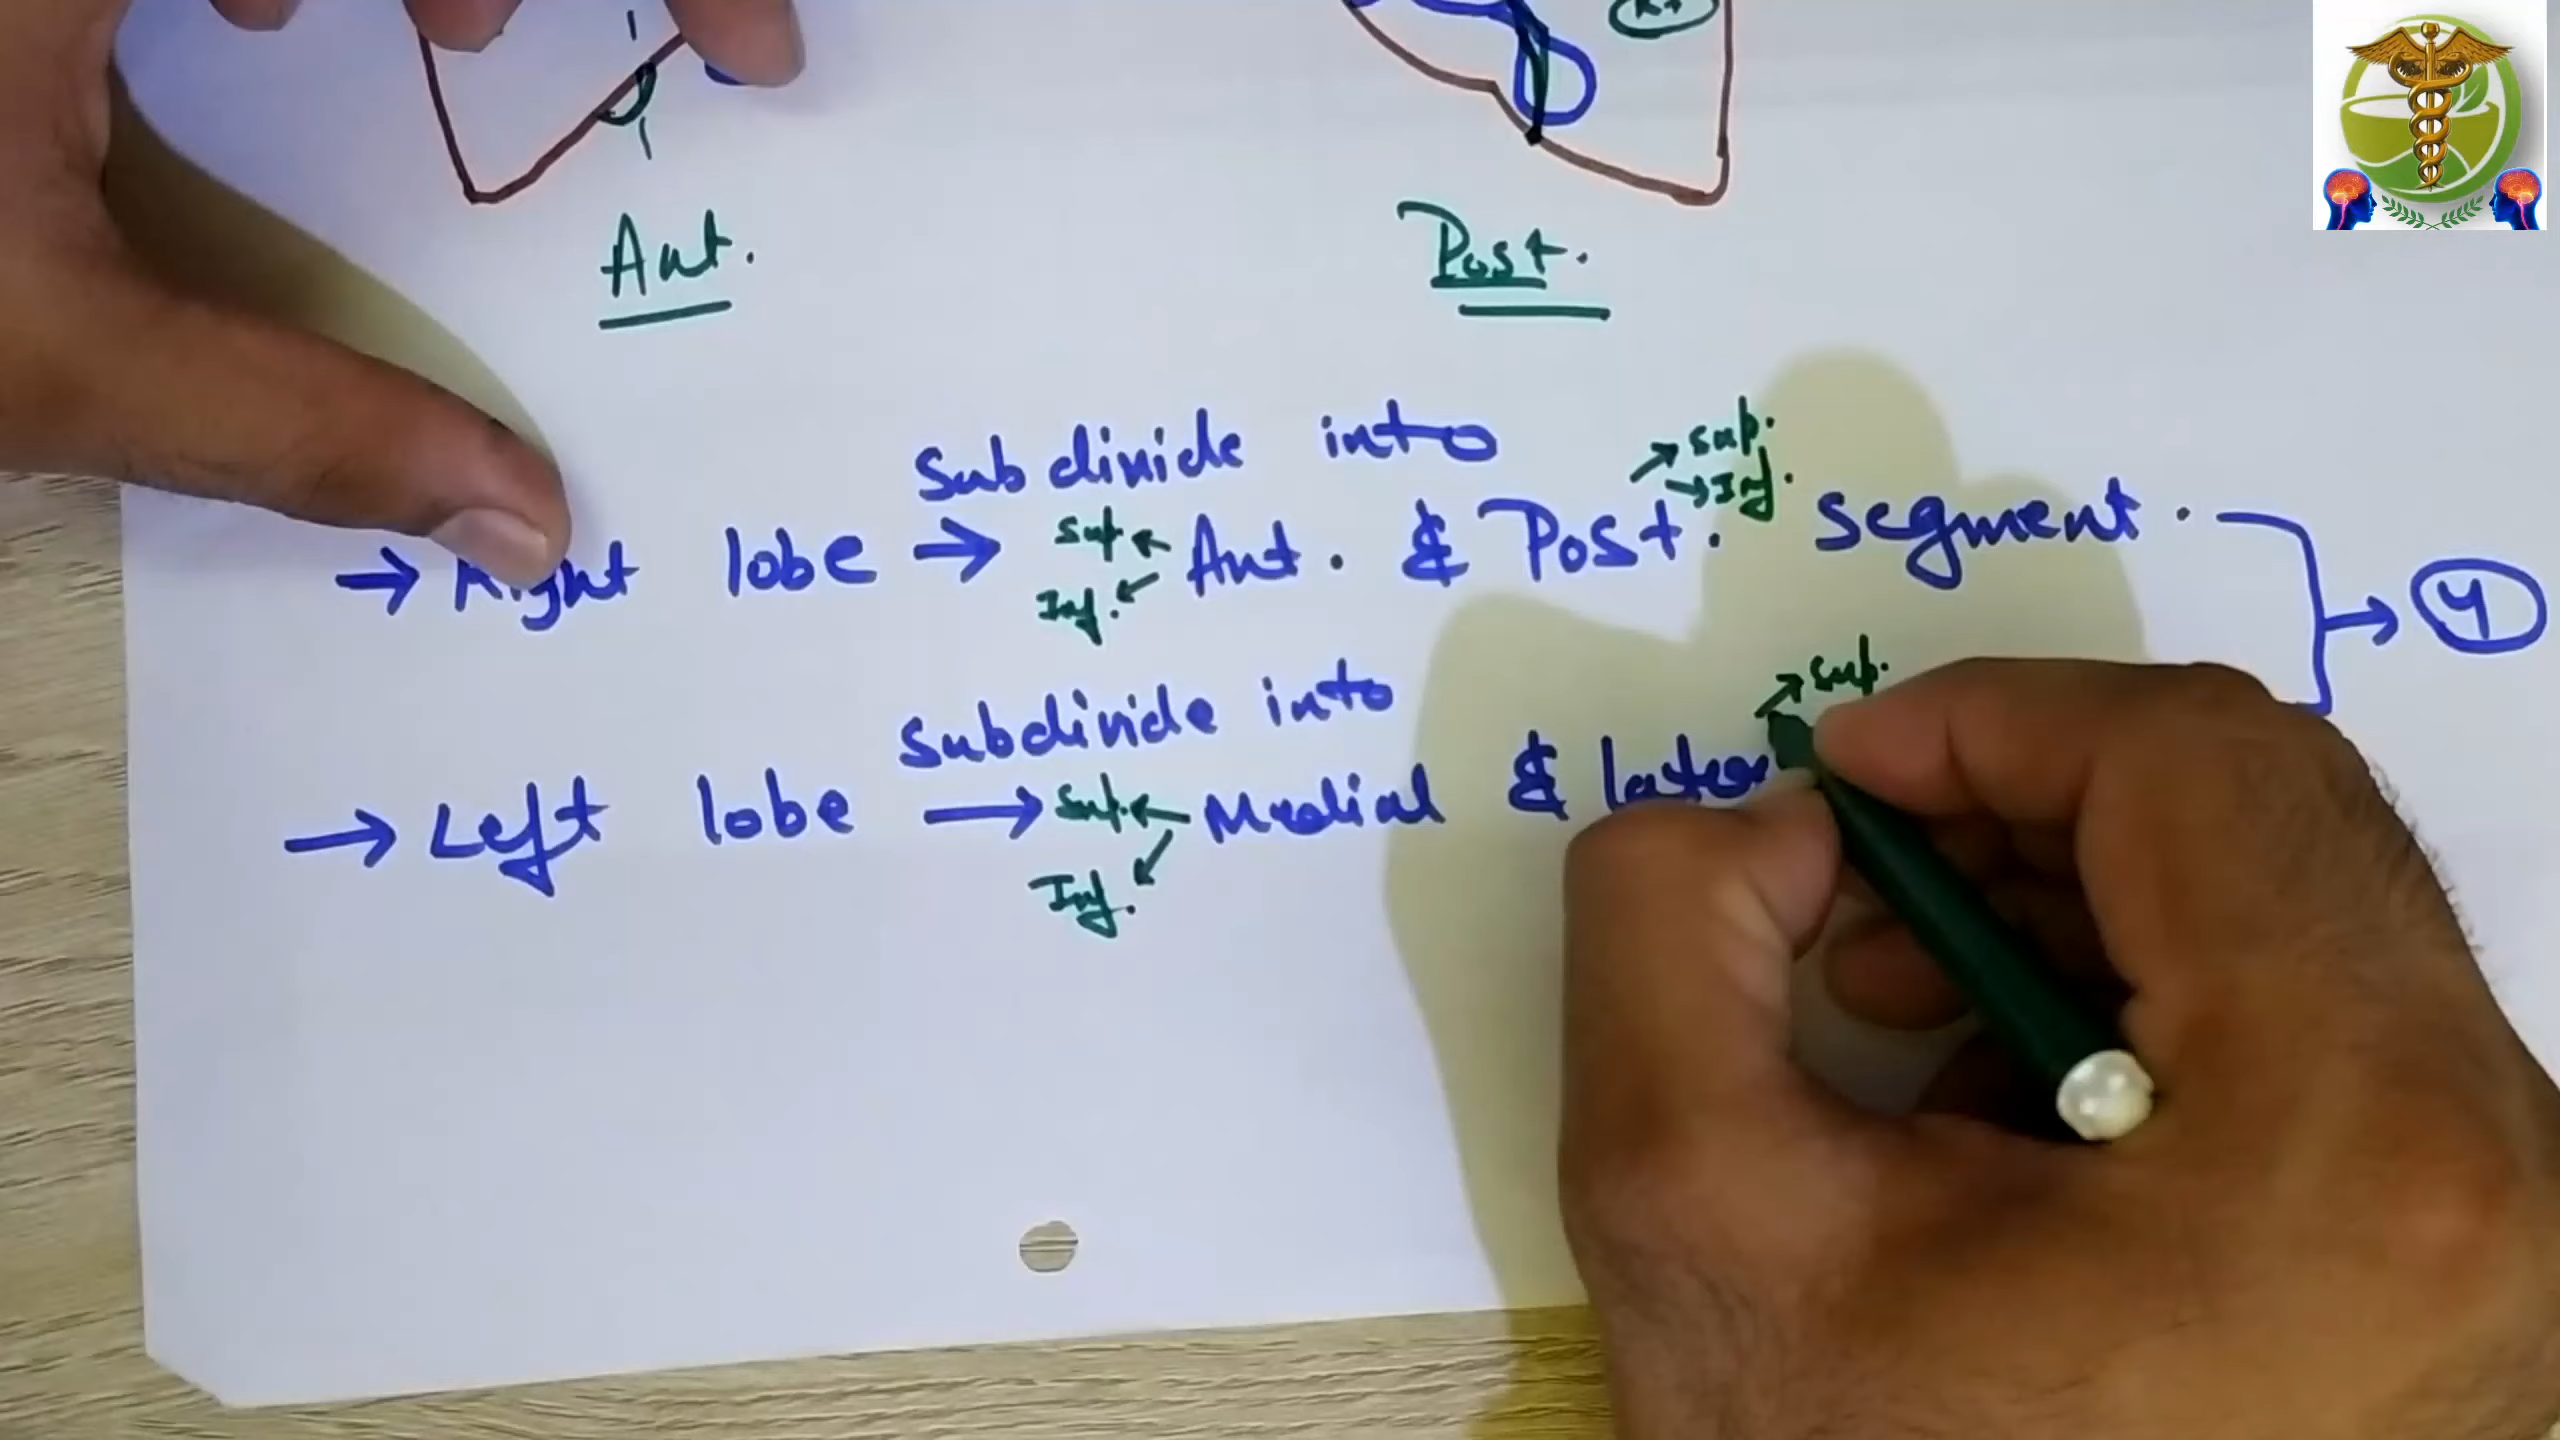 Ant.
Post.
Subdivide into
Sup.
Inf.
→ Right lobe → Ant. & Post. segment.
Sup.
Inf.
4
Subdivide into
Sup.
→ Left lobe → Medial & later
Sup.
Inf.